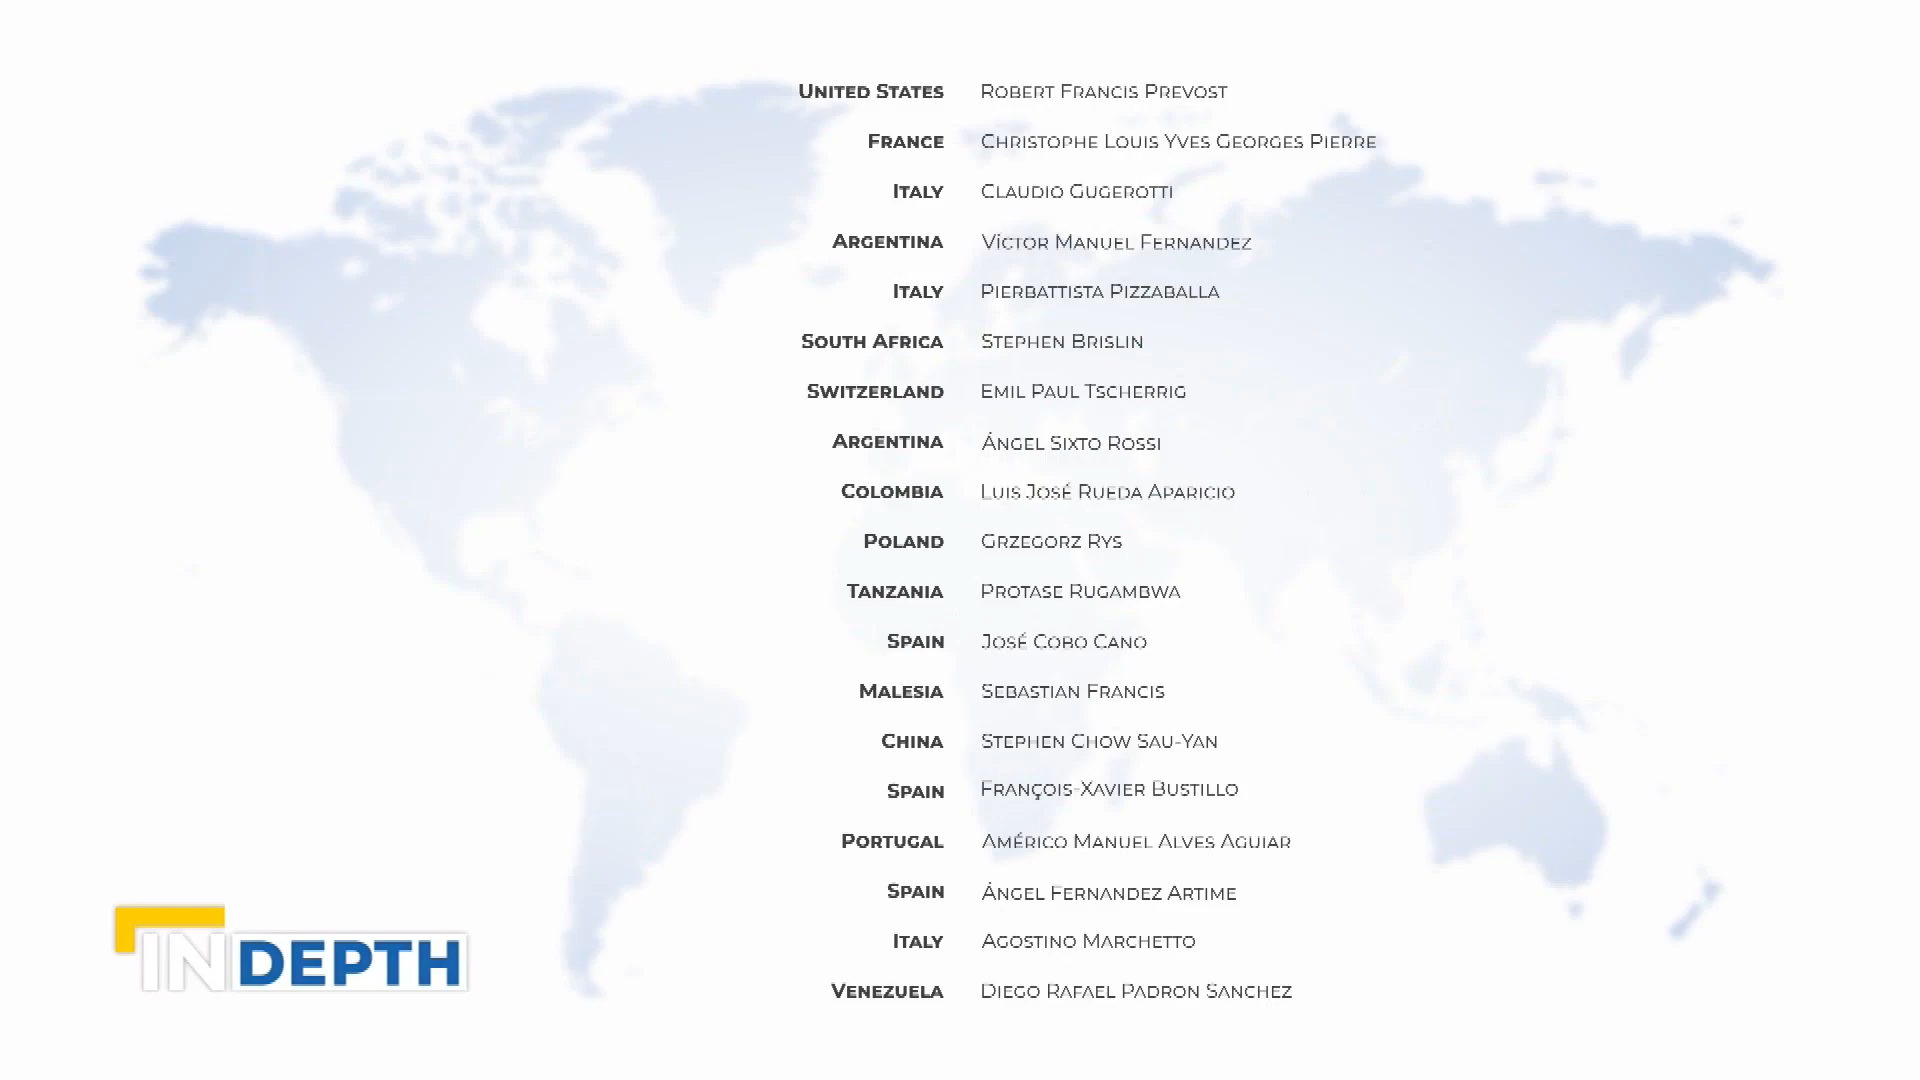 UNITED STATES ROBERT FRANCIS PREVOST
FRANCE CHRISTOPHE LOUIS YVES GEORGES PIERRE
ITALY CLAUDIO GUGEROTTI
ARGENTINA VÍCTOR MANUEL FERNANDEZ
ITALY PIERBATTISTA PIZZABALLA
SOUTH AFRICA STEPHEN BRISLIN
SWITZERLAND EMIL PAUL TSCHERRIG
ARGENTINA ÁNGEL SIXTO ROSSI
COLOMBIA LUIS JOSÉ RUEDA APARICIO
POLAND GRZEGORZ RYS
TANZANIA PROTASE RUGAMBWA
SPAIN JOSÉ COBO CANO
MALESIA SEBASTIAN FRANCIS
CHINA STEPHEN CHOW SAU-YAN
SPAIN FRANÇOIS-XAVIER BUSTILLO
PORTUGAL AMÉRICO MANUEL ALVES AGUIAR
SPAIN ÁNGEL FERNANDEZ ARTIME
ITALY AGOSTINO MARCHETTO
VENEZUELA DIEGO RAFAEL PADRON SANCHEZ
IN DEPTH